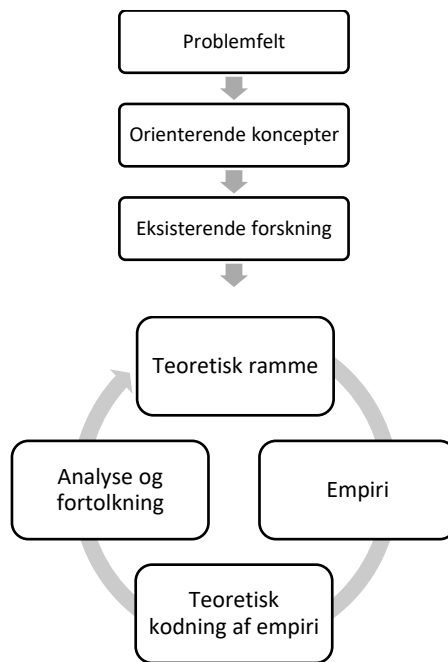 Problemfelt
Orienterende koncepter
Eksisterende forskning
Teoretisk ramme
Analyse og
fortolkning
Empiri
Teoretisk
kodning af empiri